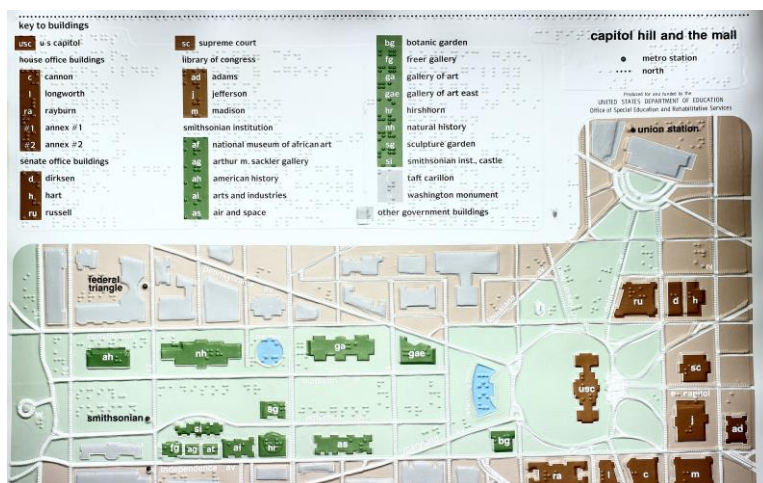 key to buildings
usc u s capitol
house office buildings
c cannon
l longworth
ra rayburn
#1 annex #1
#2 annex #2
senate office buildings
d dirksen
h hart
ru russell
sc supreme court
library of congress
ad adams
j jefferson
m madison
smithsonian institution
af national museum of african art
ag arthur m. sackler gallery
ah american history
ai arts and industries
as air and space
bg botanic garden
fg freer gallery
ga gallery of art
gae gallery of art east
hr hirshhorn
nh natural history
sg sculpture garden
si smithsonian inst., castle
taft carillon
washington monument
other government buildings
capitol hill and the mall
metro station
north
Produced for and funded by the
UNITED STATES DEPARTMENT OF EDUCATION
Office of Special Education and Rehabilitative Services
union station
federal
triangle
ru d h
ah nh ga gae
usc sc
e capitol
sg
smithsonian
si
j ad
fg ag af ai hr as bg
independence av
ra l c m